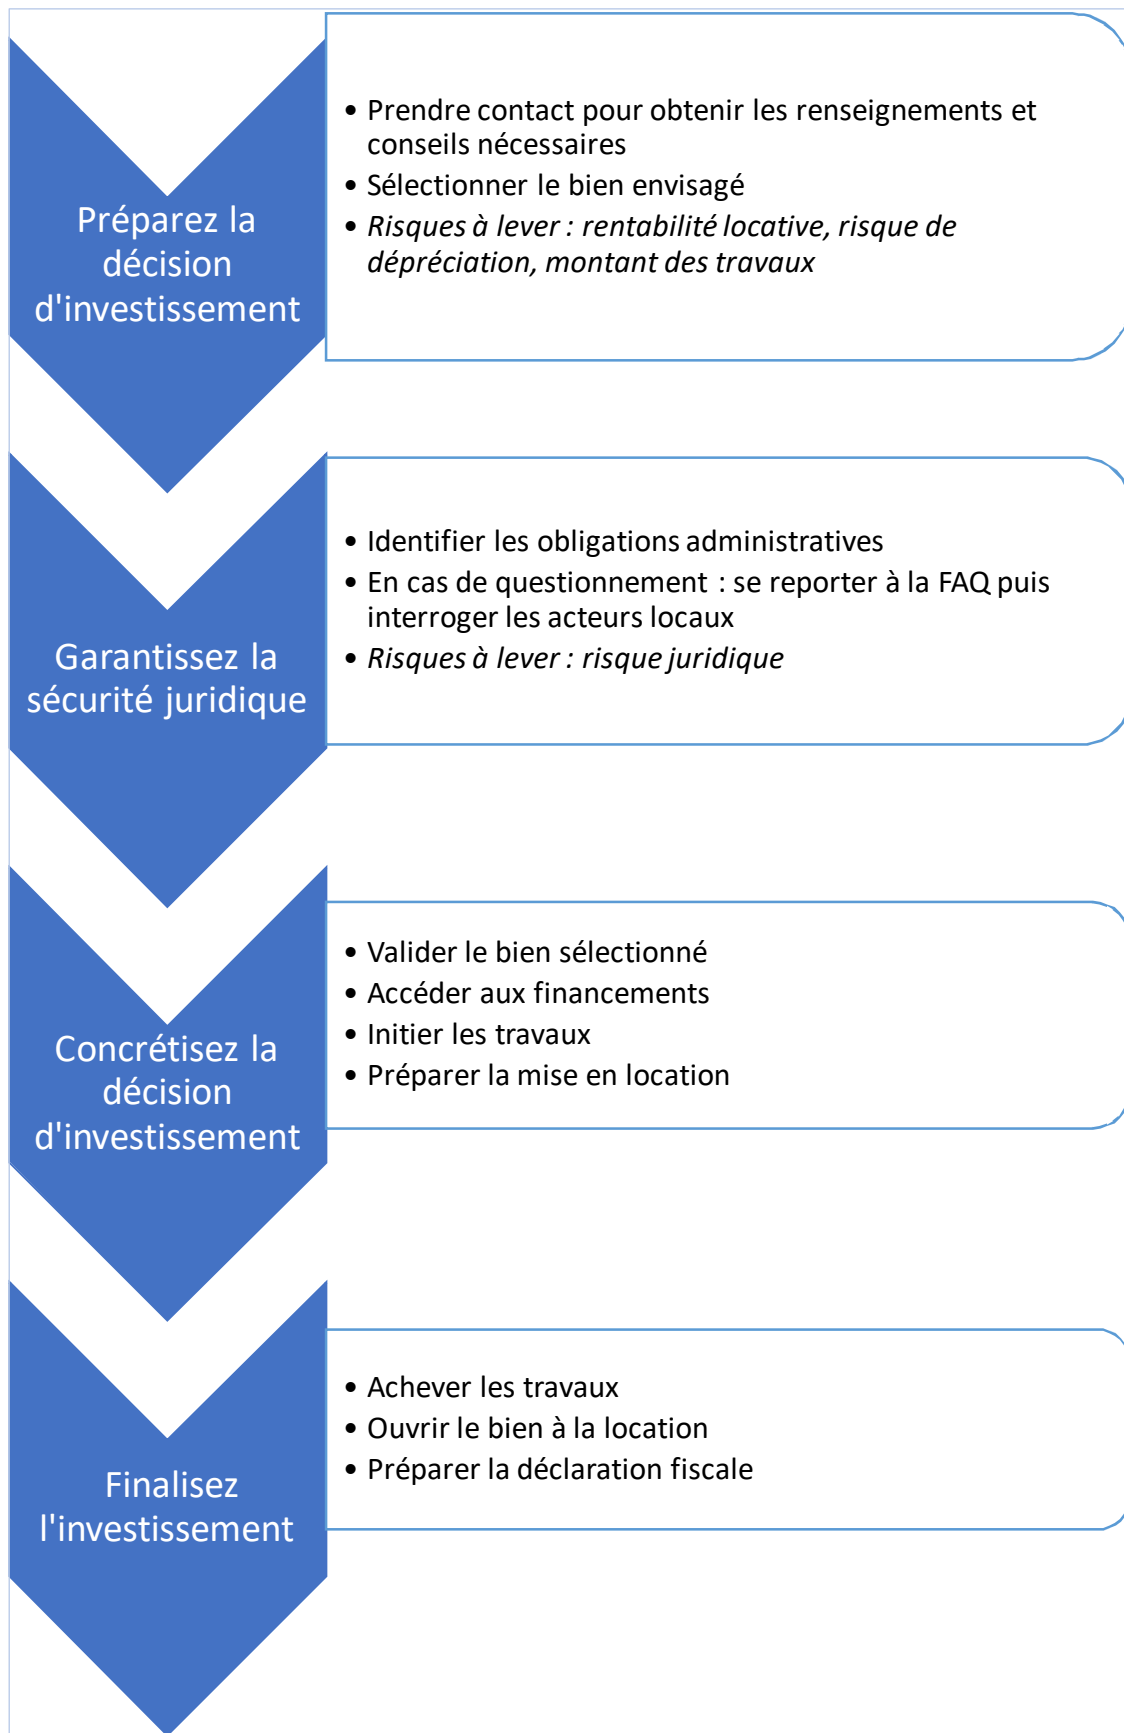 Préparez la
décision
d'investissement
• Prendre contact pour obtenir les renseignements et
conseils nécessaires
• Sélectionner le bien envisagé
• Risques à lever : rentabilité locative, risque de
dépréciation, montant des travaux
Garantissez la
sécurité juridique
• Identifier les obligations administratives
• En cas de questionnement : se reporter à la FAQ puis
interroger les acteurs locaux
• Risques à lever : risque juridique
Concrétisez la
décision
d'investissement
• Valider le bien sélectionné
• Accéder aux financements
• Initier les travaux
• Préparer la mise en location
Finalisez
l'investissement
• Achever les travaux
• Ouvrir le bien à la location
• Préparer la déclaration fiscale